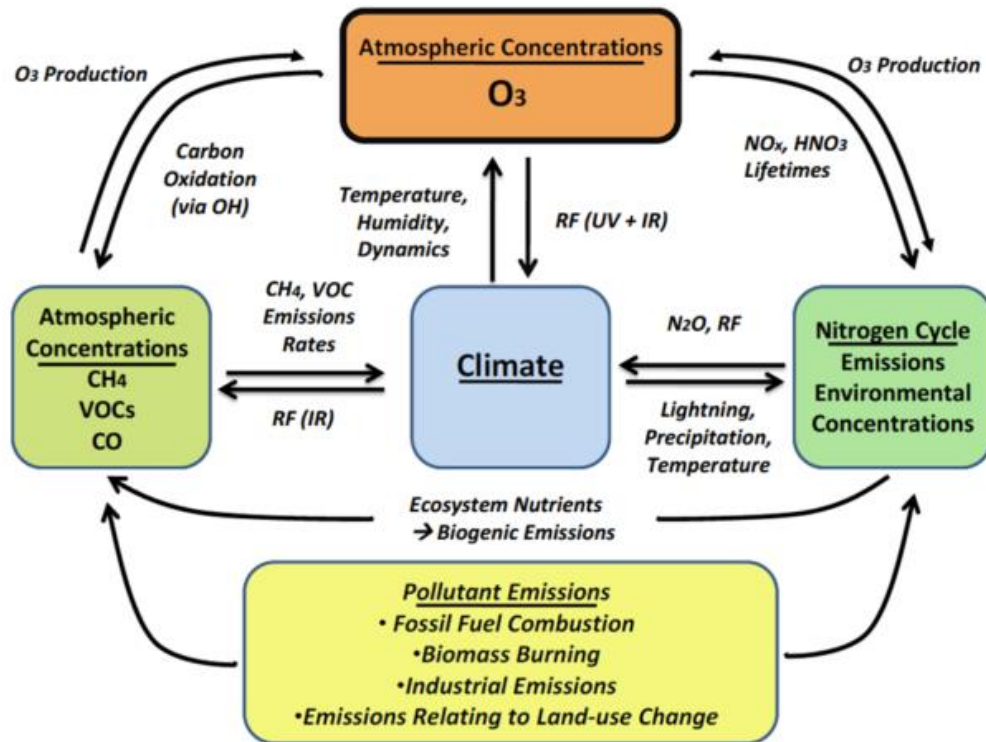 Atmospheric Concentrations
O₃
O₃ Production
O₃ Production
Carbon
Oxidation
(via OH)
NOₓ, HNO₃
Lifetimes
Temperature,
Humidity,
Dynamics
RF (UV + IR)
Atmospheric
Concentrations
CH₄
VOCs
CO
CH₄, VOC
Emissions
Rates
RF (IR)
Climate
N₂O, RF
Lightning,
Precipitation,
Temperature
Nitrogen Cycle
Emissions
Environmental
Concentrations
Ecosystem Nutrients
→ Biogenic Emissions
Pollutant Emissions
• Fossil Fuel Combustion
•Biomass Burning
•Industrial Emissions
•Emissions Relating to Land-use Change